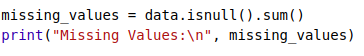 missing_values = data.isnull().sum()
print("Missing Values:\n", missing_values)